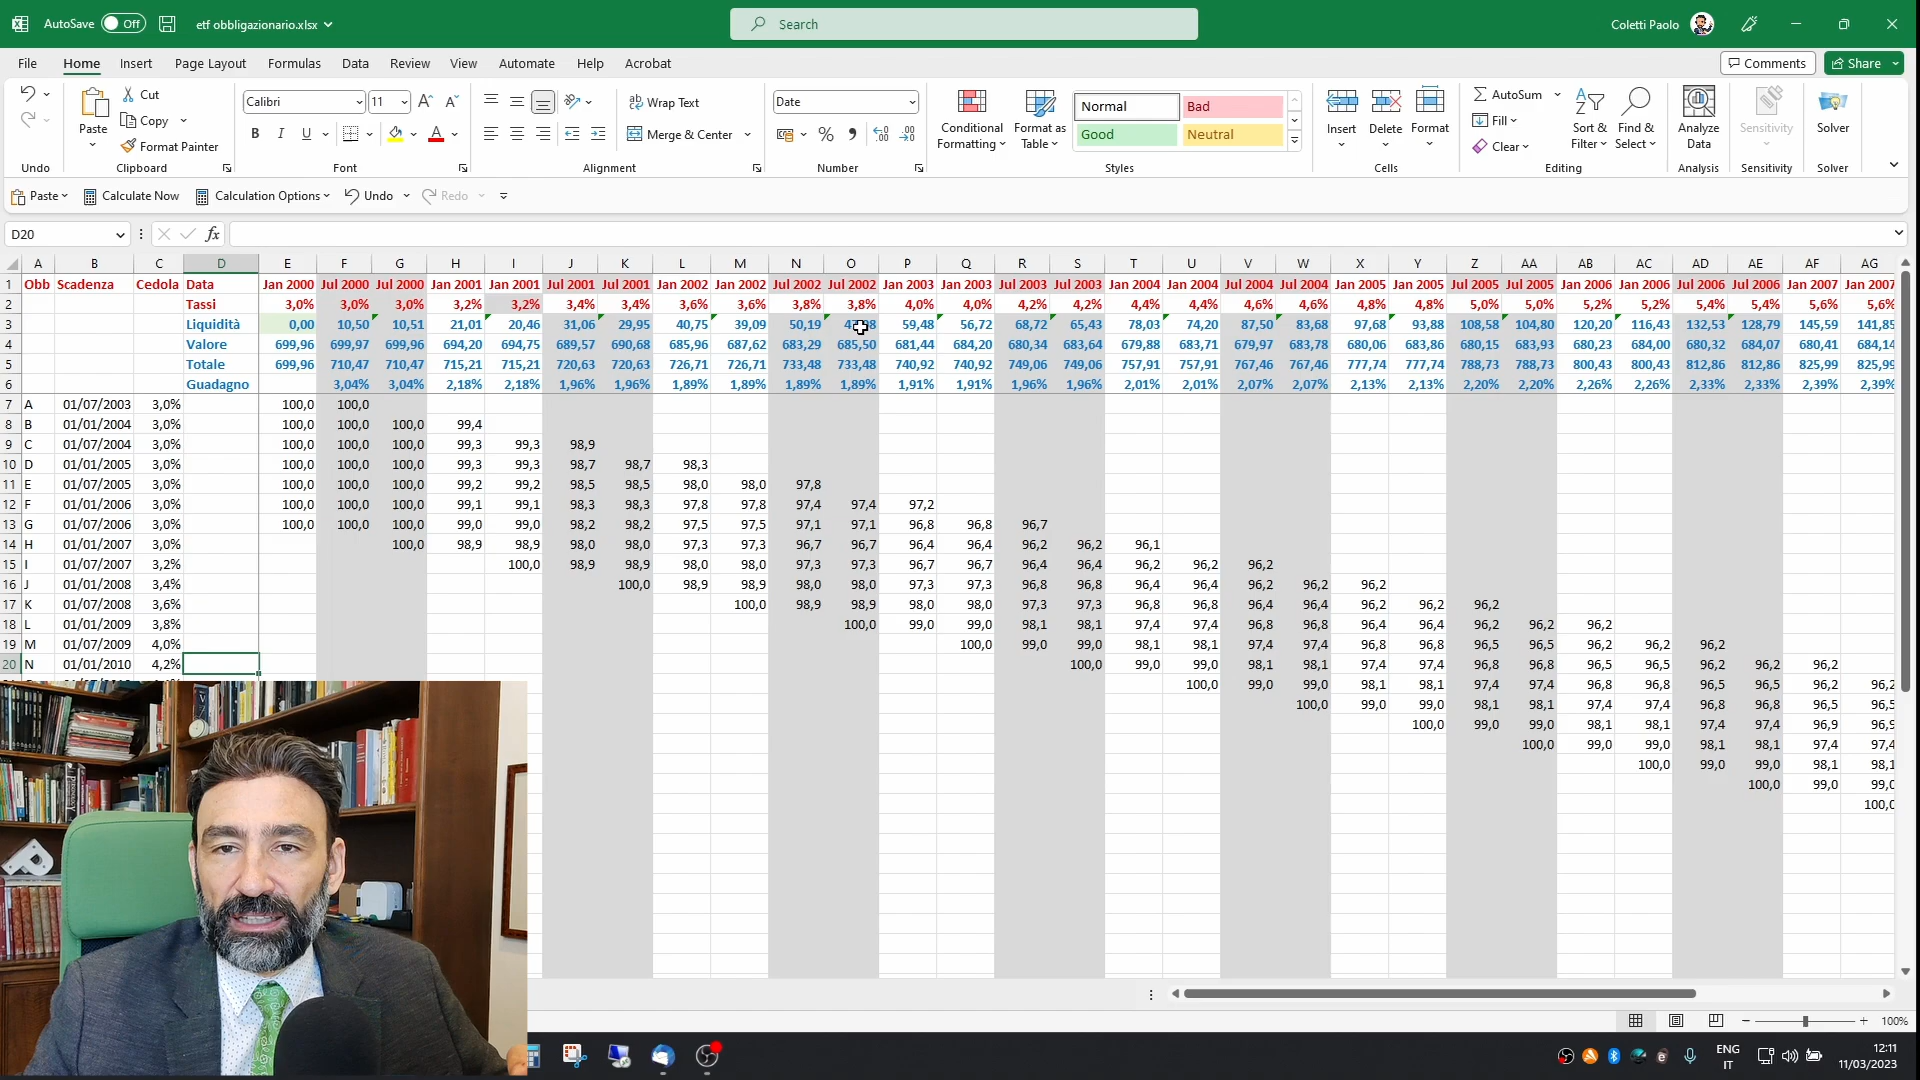 AutoSave Off etf obbligazionario.xlsx Search Coletti Paolo
File Home Insert Page Layout Formulas Data Review View Automate Help Acrobat Comments Share
Paste Cut Copy Format Painter
Calibri 11 B I U A
Wrap Text Merge & Center
Date %
Conditional Formatting Format as Table Normal Bad Good Neutral
Insert Delete Format
AutoSum Fill Clear Sort & Filter Find & Select
Analyze Data Sensitivity Solver
Undo Clipboard Font Alignment Number Styles Cells Editing Analysis Sensitivity Solver
Paste Calculate Now Calculation Options Undo Redo
D20 fx
A B C D E F G H I J K L M N O P Q R S T U V W X Y Z AA AB AC AD AE AF AG
1 Obb Scadenza Cedola Data Jan 2000 Jul 2000 Jul 2000 Jan 2001 Jan 2001 Jul 2001 Jul 2001 Jan 2002 Jan 2002 Jul 2002 Jul 2002 Jan 2003 Jan 2003 Jul 2003 Jul 2003 Jan 2004 Jan 2004 Jul 2004 Jul 2004 Jan 2005 Jan 2005 Jul 2005 Jul 2005 Jan 2006 Jan 2006 Jul 2006 Jul 2006 Jan 2007 Jan 2007
2 Tassi 3,0% 3,0% 3,0% 3,2% 3,2% 3,4% 3,4% 3,6% 3,6% 3,8% 3,8% 4,0% 4,0% 4,2% 4,2% 4,4% 4,4% 4,6% 4,6% 4,8% 4,8% 5,0% 5,0% 5,2% 5,2% 5,4% 5,4% 5,6% 5,6%
3 Liquidità 0,00 10,50 10,51 21,01 20,46 31,06 29,95 40,75 39,09 50,19 59,48 56,72 68,72 65,43 78,03 74,20 87,50 83,68 97,68 93,88 108,58 104,80 120,20 116,43 132,53 128,79 145,59 141,85
4 Valore 699,96 699,97 699,96 694,20 694,75 689,57 690,68 685,96 687,62 683,29 685,50 681,44 684,20 680,34 683,64 679,88 683,71 679,97 683,78 680,06 683,86 680,15 683,93 680,23 684,00 680,32 684,07 680,41 684,14
5 Totale 699,96 710,47 710,47 715,21 715,21 720,63 720,63 726,71 726,71 733,48 733,48 740,92 740,92 749,06 749,06 757,91 757,91 767,46 767,46 777,74 777,74 788,73 788,73 800,43 800,43 812,86 812,86 825,99 825,99
6 Guadagno 3,04% 3,04% 2,18% 2,18% 1,96% 1,96% 1,89% 1,89% 1,89% 1,89% 1,91% 1,91% 1,96% 1,96% 2,01% 2,01% 2,07% 2,07% 2,13% 2,13% 2,20% 2,20% 2,26% 2,26% 2,33% 2,33% 2,39% 2,39%
7 A 01/07/2003 3,0% 100,0 100,0
8 B 01/01/2004 3,0% 100,0 100,0 100,0 99,4
9 C 01/07/2004 3,0% 100,0 100,0 100,0 99,3 99,3 98,9
10 D 01/01/2005 3,0% 100,0 100,0 100,0 99,3 99,3 98,7 98,7 98,3
11 E 01/07/2005 3,0% 100,0 100,0 100,0 99,2 99,2 98,5 98,5 98,0 98,0 97,8
12 F 01/01/2006 3,0% 100,0 100,0 100,0 99,1 99,1 98,3 98,3 97,8 97,8 97,4 97,4 97,2
13 G 01/07/2006 3,0% 100,0 100,0 100,0 99,0 99,0 98,2 98,2 97,5 97,5 97,1 97,1 96,8 96,8 96,7
14 H 01/01/2007 3,0% 100,0 98,9 98,9 98,0 98,0 97,3 97,3 96,7 96,7 96,4 96,4 96,2 96,2 96,1
15 I 01/07/2007 3,2% 100,0 98,9 98,9 98,0 98,0 97,3 97,3 96,7 96,7 96,4 96,4 96,2 96,2 96,2
16 J 01/01/2008 3,4% 100,0 98,9 98,9 98,0 98,0 97,3 97,3 96,8 96,8 96,4 96,4 96,2 96,2 96,2
17 K 01/07/2008 3,6% 100,0 98,9 98,9 98,0 98,0 97,3 97,3 96,8 96,8 96,4 96,4 96,2 96,2 96,2
18 L 01/01/2009 3,8% 100,0 99,0 99,0 98,1 98,1 97,4 97,4 96,8 96,8 96,4 96,4 96,2 96,2 96,2
19 M 01/07/2009 4,0% 100,0 99,0 99,0 98,1 98,1 97,4 97,4 96,8 96,8 96,5 96,5 96,2 96,2 96,2
20 N 01/01/2010 4,2% 100,0 99,0 99,0 98,1 98,1 97,4 97,4 96,8 96,8 96,5 96,5 96,2 96,2 96,2
100,0 99,0 99,0 98,1 98,1 97,4 97,4 96,8 96,8 96,5 96,5 96,2 96,2
100,0 99,0 99,0 98,1 98,1 97,4 97,4 96,8 96,8 96,5 96,5
100,0 99,0 99,0 98,1 98,1 97,4 97,4 96,9 96,9
100,0 99,0 99,0 98,1 98,1 97,4 97,4
100,0 99,0 99,0 98,1 98,1
100,0 99,0 99,0
100,0
100%
ENG IT 12:11 11/03/2023